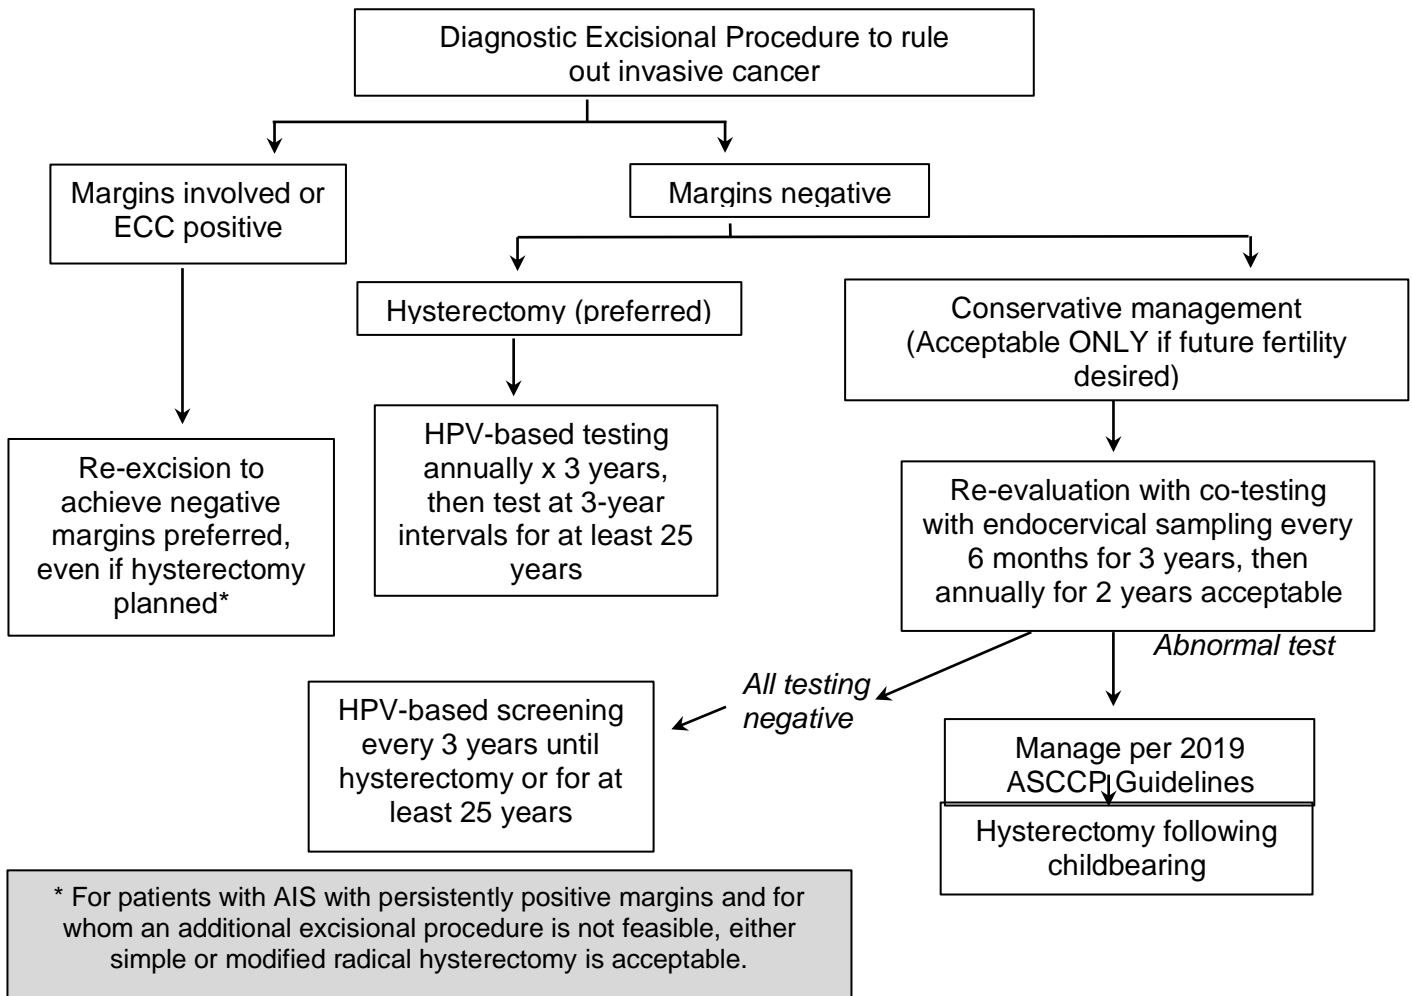 Diagnostic Excisional Procedure to rule
out invasive cancer
Margins involved or
ECC positive
Margins negative
Hysterectomy (preferred)
Conservative management
(Acceptable ONLY if future fertility
desired)
Re-excision to
achieve negative
margins preferred,
even if hysterectomy
planned*
HPV-based testing
annually x 3 years,
then test at 3-year
intervals for at least 25
years
Re-evaluation with co-testing
with endocervical sampling every
6 months for 3 years, then
annually for 2 years acceptable
Abnormal test
All testing
negative
HPV-based screening
every 3 years until
hysterectomy or for at
least 25 years
Manage per 2019
ASCCP Guidelines
Hysterectomy following
childbearing
* For patients with AIS with persistently positive margins and for
whom an additional excisional procedure is not feasible, either
simple or modified radical hysterectomy is acceptable.